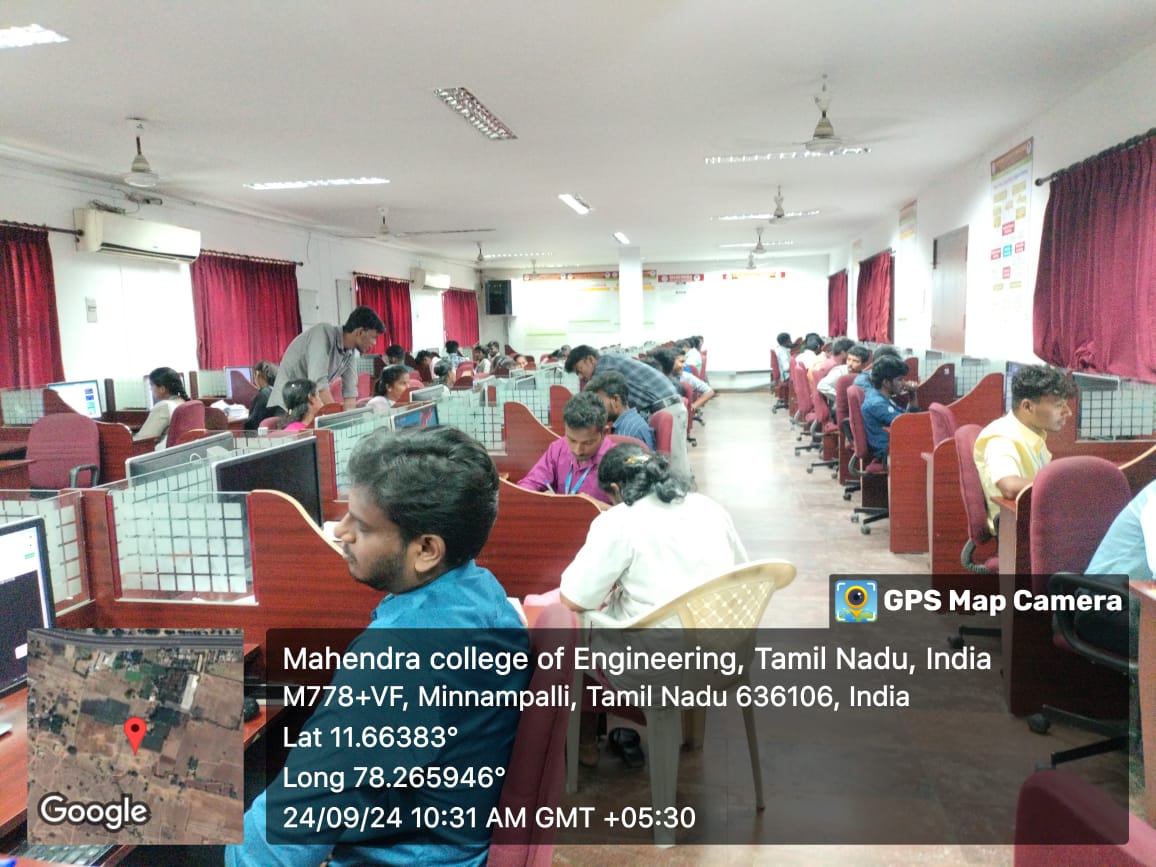 GPS Map Camera
Mahendra college of Engineering, Tamil Nadu, India
M778+VF, Minnampalli, Tamil Nadu 636106, India
Lat 11.66383°
Long 78.265946°
24/09/24 10:31 AM GMT +05:30
Google